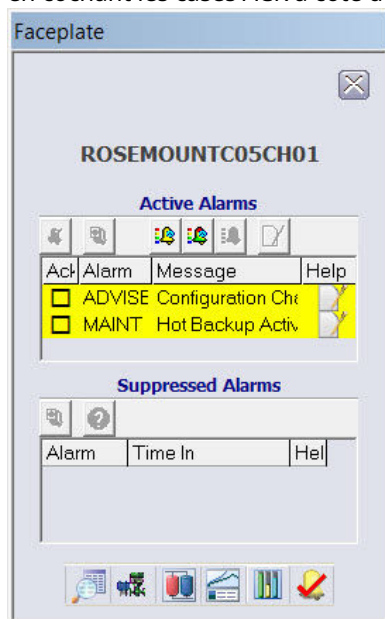 Faceplate
ROSEMOUNTC05CH01
Active Alarms
Ack Alarm Message Help
ADVISE Configuration Cha
MAINT Hot Backup Activ
Suppressed Alarms
Alarm Time In Hel